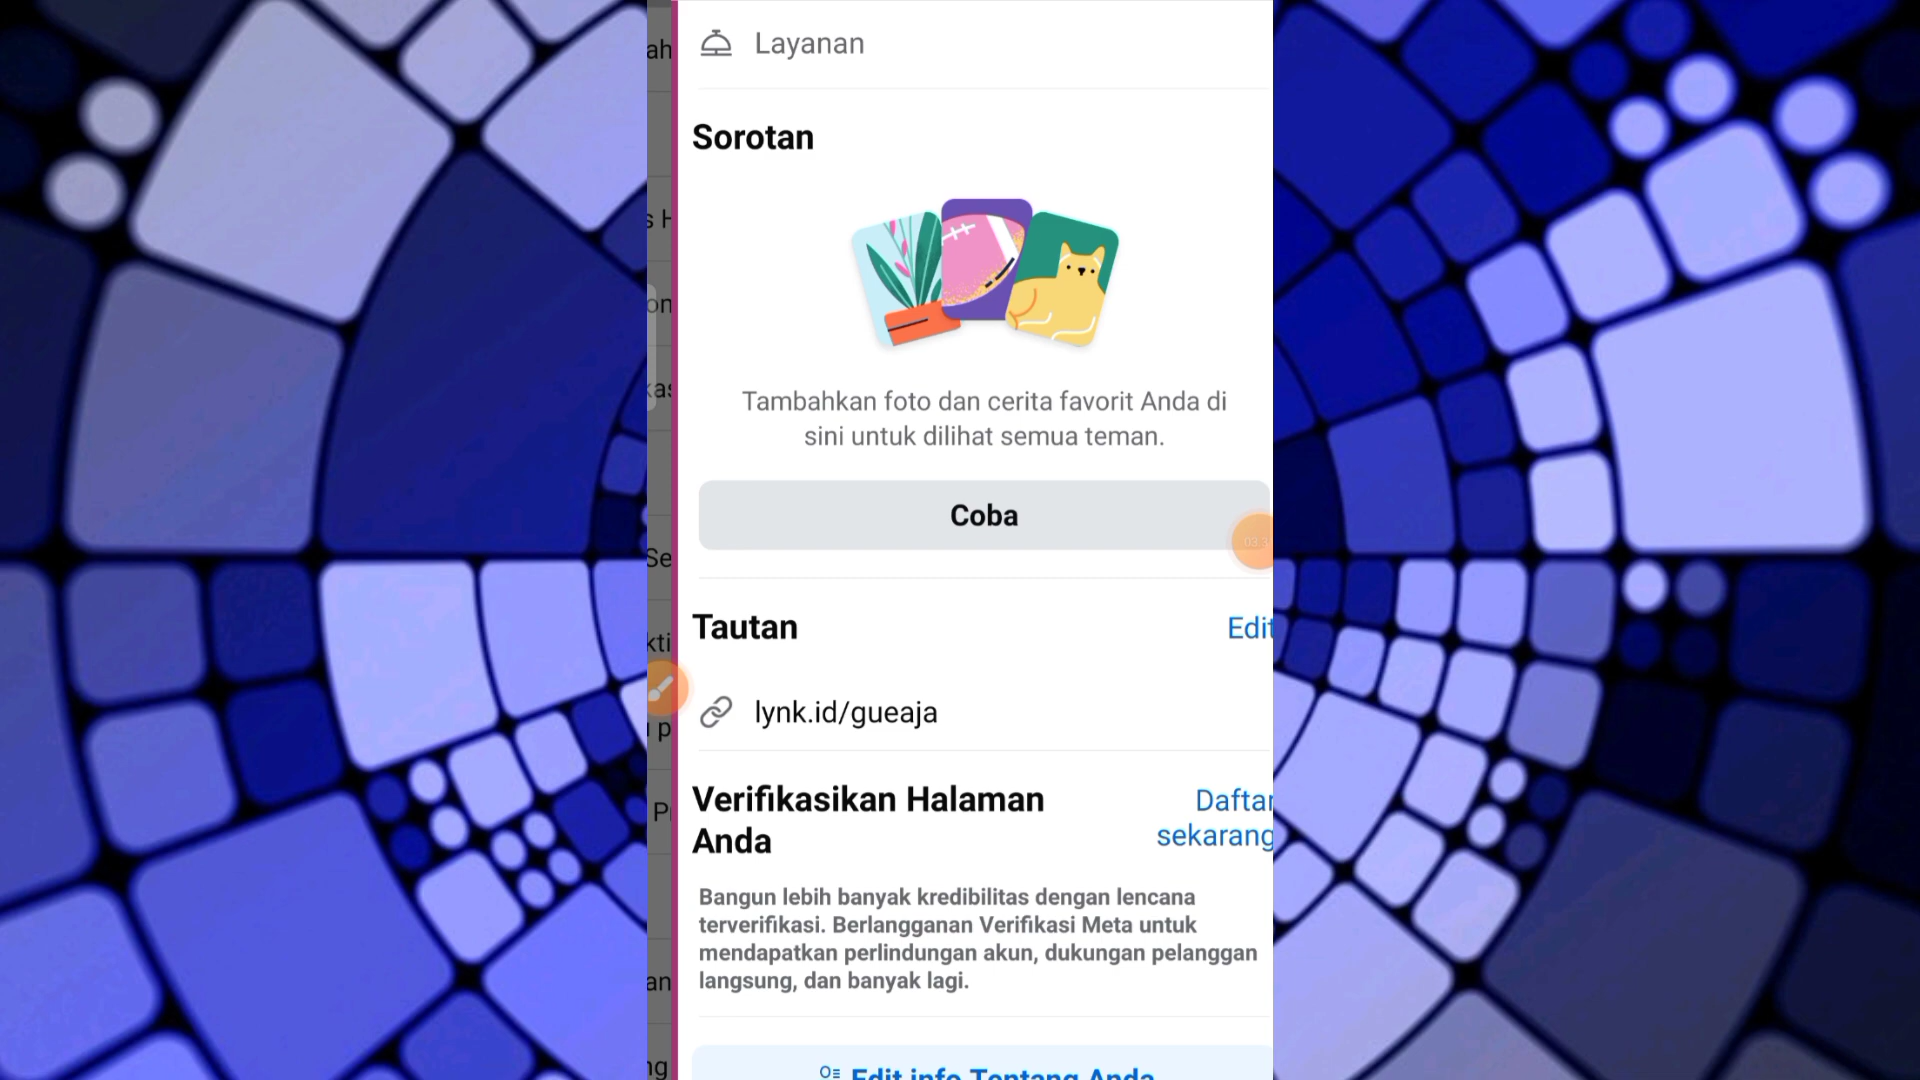 Layanan
Sorotan
Tambahkan foto dan cerita favorit Anda di
sini untuk dilihat semua teman.
Coba
Tautan
Edit
lynk.id/gueaja
Verifikasikan Halaman
Anda
Daftar
sekarang
Bangun lebih banyak kredibilitas dengan lencana
terverifikasi. Berlangganan Verifikasi Meta untuk
mendapatkan perlindungan akun, dukungan pelanggan
langsung, dan banyak lagi.
Edit info Tentang Anda